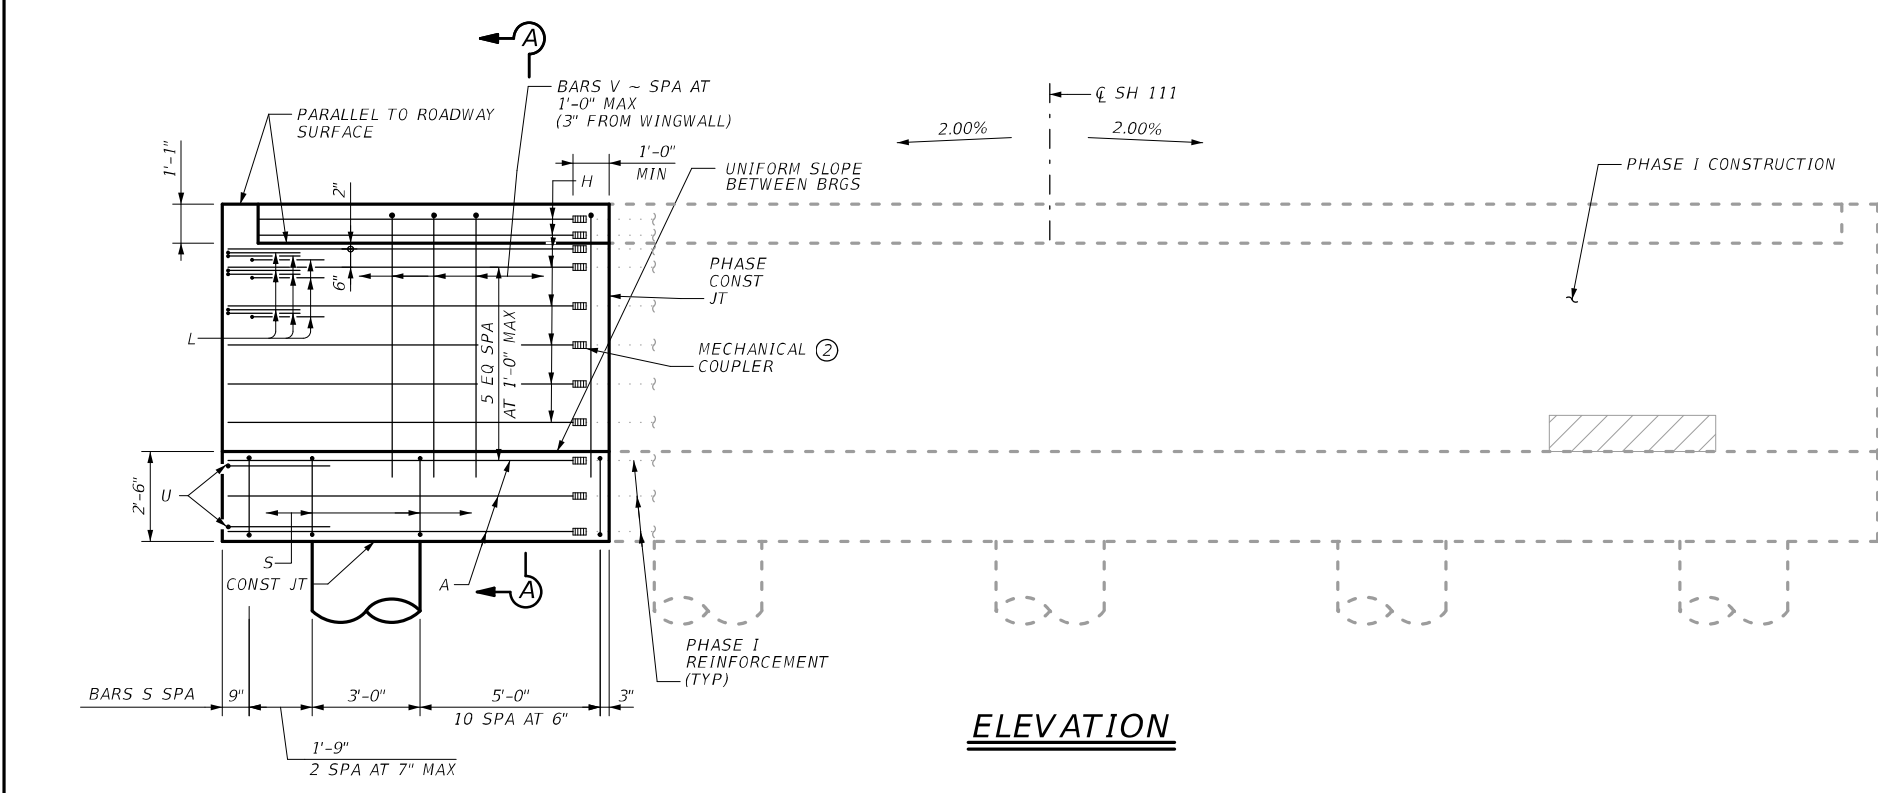 A
BARS V ~ SPA AT
1'-0" MAX
(3" FROM WINGWALL)
℄ SH 111
PARALLEL TO ROADWAY
SURFACE
2.00%
2.00%
1'-1"
1'-0"
MIN
UNIFORM SLOPE
BETWEEN BRGS
PHASE I CONSTRUCTION
2"
H
PHASE
CONST
JT
6"
L
5 EQ SPA
AT 1'-0" MAX
MECHANICAL 2
COUPLER
2'-6"
U
S
CONST JT
A
A
PHASE I
REINFORCEMENT
(TYP)
BARS S SPA
9"
3'-0"
5'-0"
3"
10 SPA AT 6"
ELEVATION
1'-9"
2 SPA AT 7" MAX